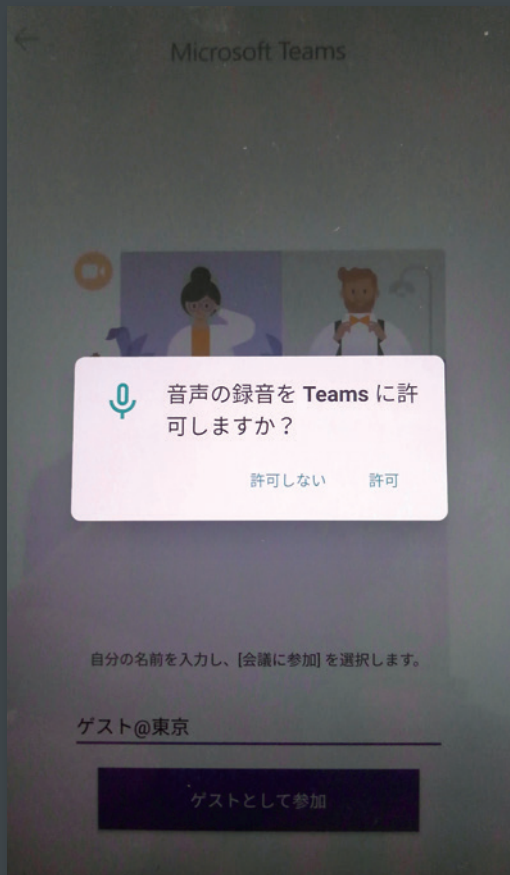 Microsoft Teams
音声の録音を Teams に許
可しますか？
許可しない 許可
自分の名前を入力し、[会議に参加] を選択します。
ゲスト@東京
ゲストとして参加